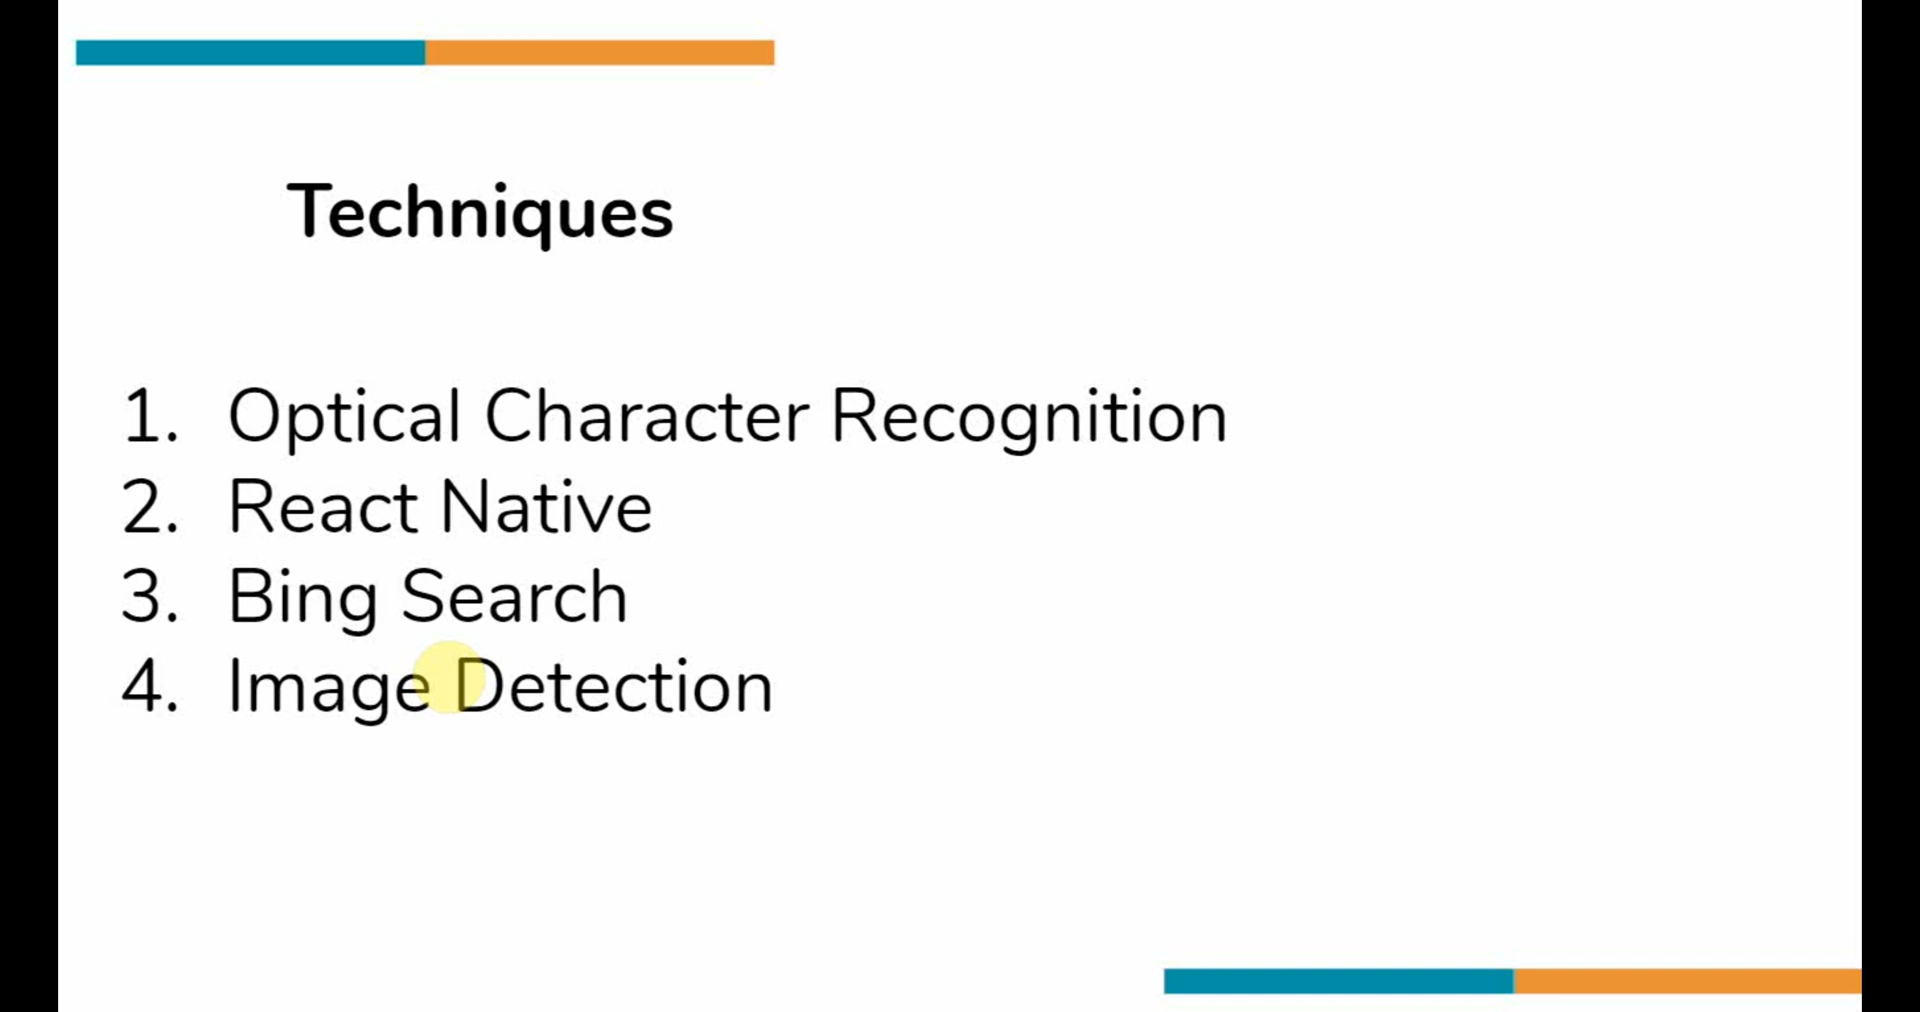 Techniques
1. Optical Character Recognition
2. React Native
3. Bing Search
4. Image Detection